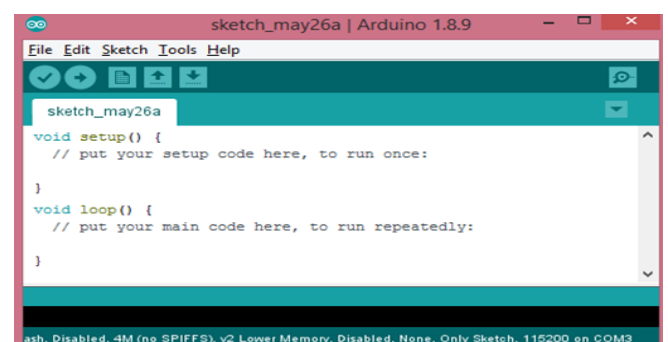 sketch_may26a | Arduino 1.8.9
File Edit Sketch Tools Help
sketch_may26a
void setup() {
// put your setup code here, to run once:
}
void loop() {
// put your main code here, to run repeatedly:
}
ash, Disabled, 4M (no SPIFFS), v2 Lower Memory, Disabled, None, Only Sketch, 115200 on COM3